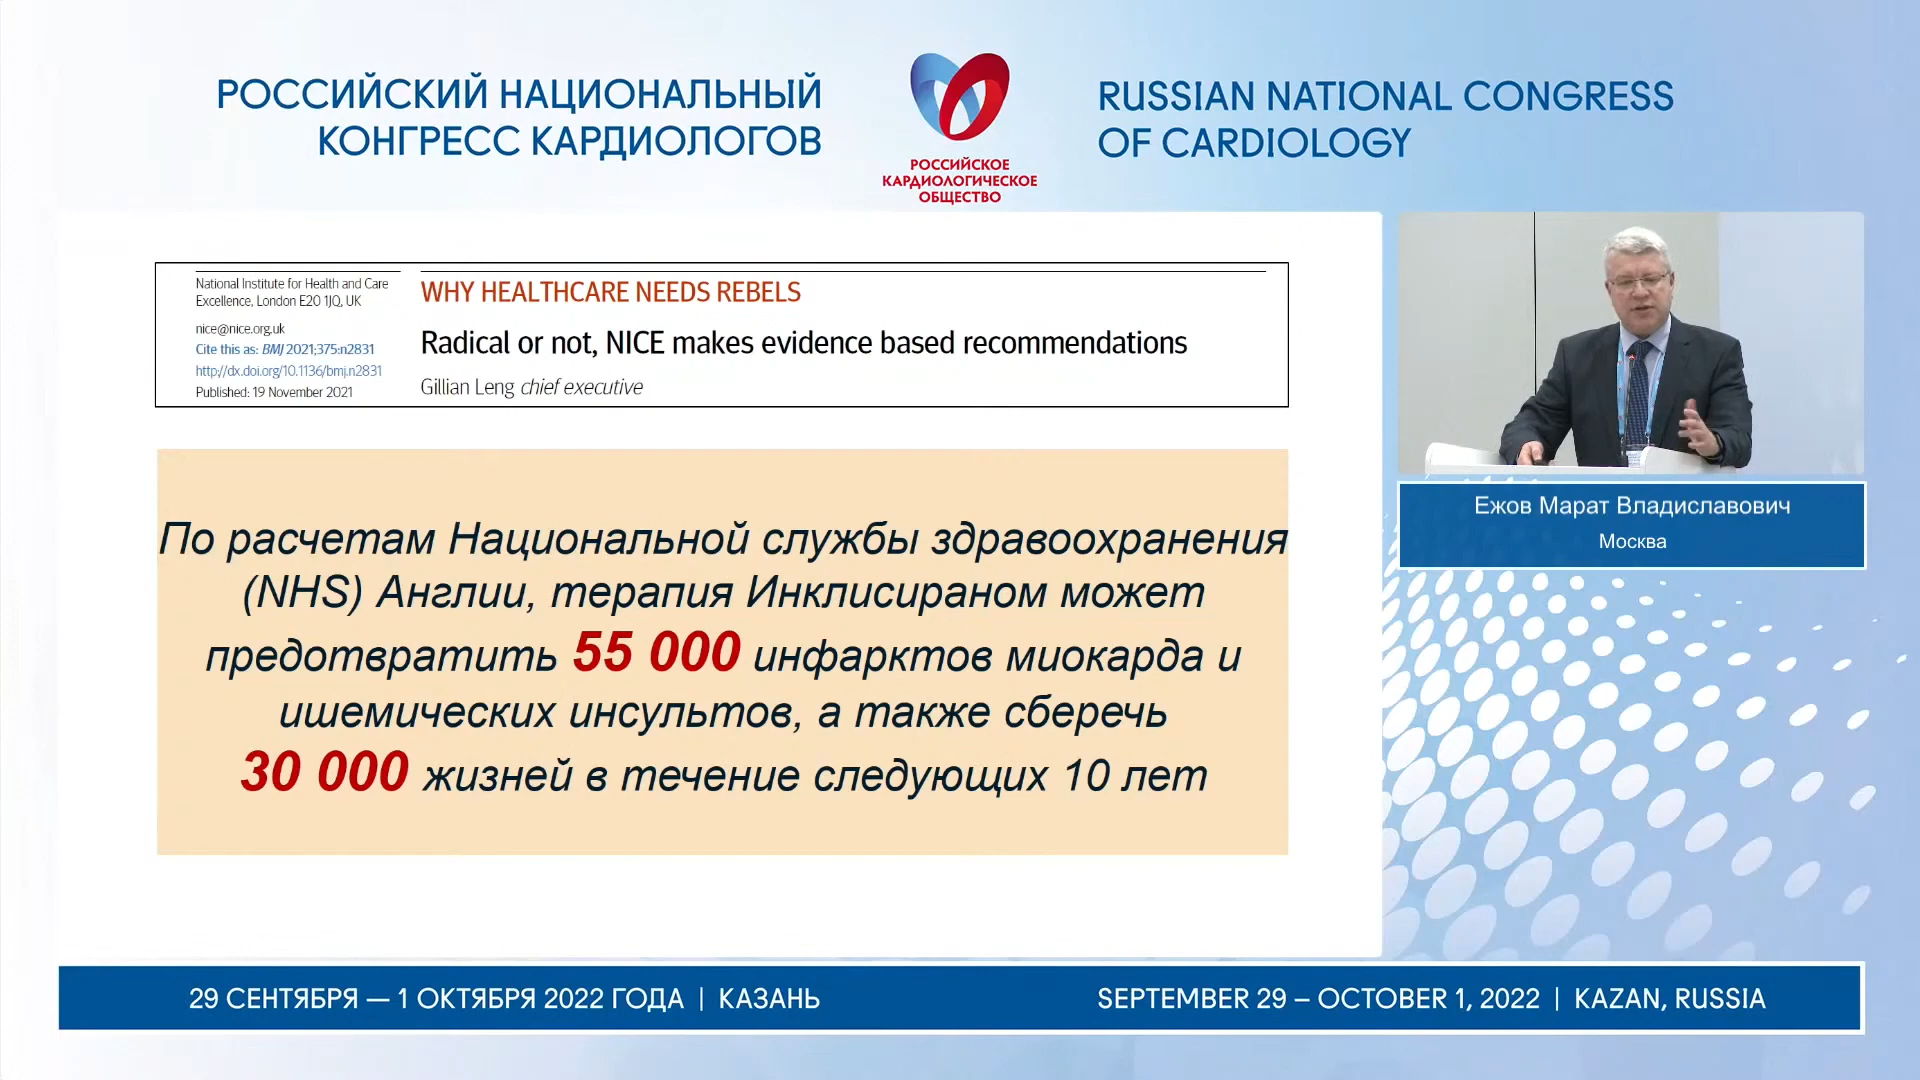 РОССИЙСКИЙ НАЦИОНАЛЬНЫЙ
КОНГРЕСС КАРДИОЛОГОВ
РОССИЙСКОЕ
КАРДИОЛОГИЧЕСКОЕ
ОБЩЕСТВО
RUSSIAN NATIONAL CONGRESS
OF CARDIOLOGY
National Institute for Health and Care
Excellence, London E20 1JQ, UK
nice@nice.org.uk
Cite this as: BMJ 2021;375:n2831
http://dx.doi.org/10.1136/bmj.n2831
Published: 19 November 2021
WHY HEALTHCARE NEEDS REBELS
Radical or not, NICE makes evidence based recommendations
Gillian Leng chief executive
По расчетам Национальной службы здравоохранения
(NHS) Англии, терапия Инклисираном может
предотвратить 55 000 инфарктов миокарда и
ишемических инсультов, а также сберечь
30 000 жизней в течение следующих 10 лет
Ежов Марат Владиславович
Москва
29 СЕНТЯБРЯ — 1 ОКТЯБРЯ 2022 ГОДА | КАЗАНЬ
SEPTEMBER 29 – OCTOBER 1, 2022 | KAZAN, RUSSIA